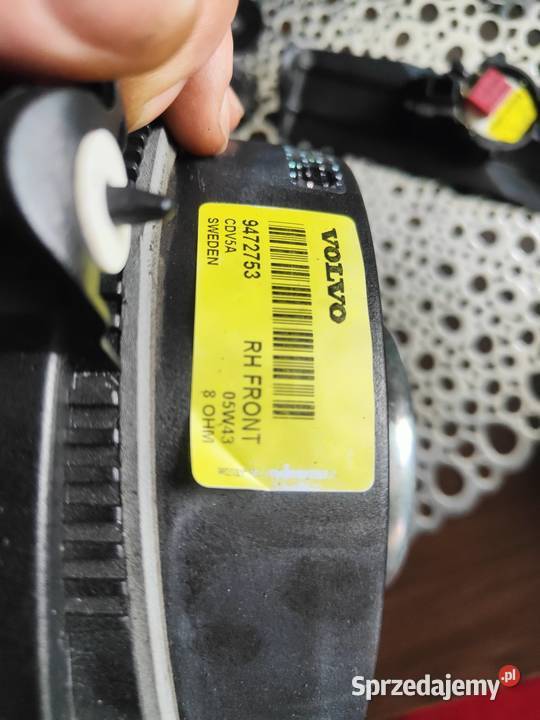 VOLVO
9472753
CDV5A
SWEDEN
RH FRONT
05W43
8 OHM
Sprzedajemy.pl